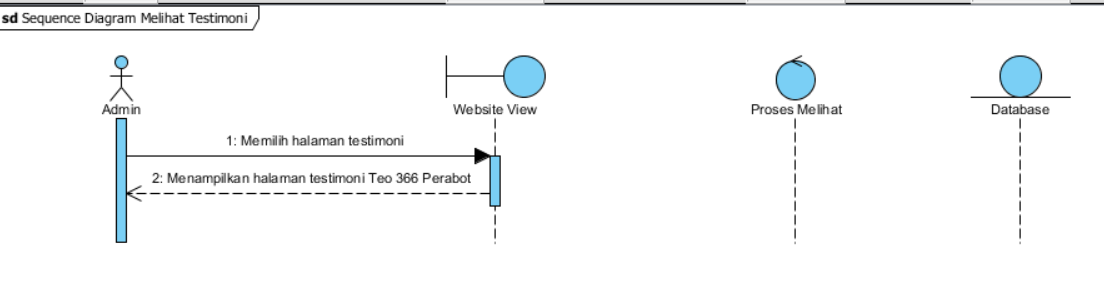 sd Sequence Diagram Melihat Testimoni
Admin
Website View
Proses Melihat
Database
1: Memilih halaman testimoni
2: Menampilkan halaman testimoni Teo 366 Perabot